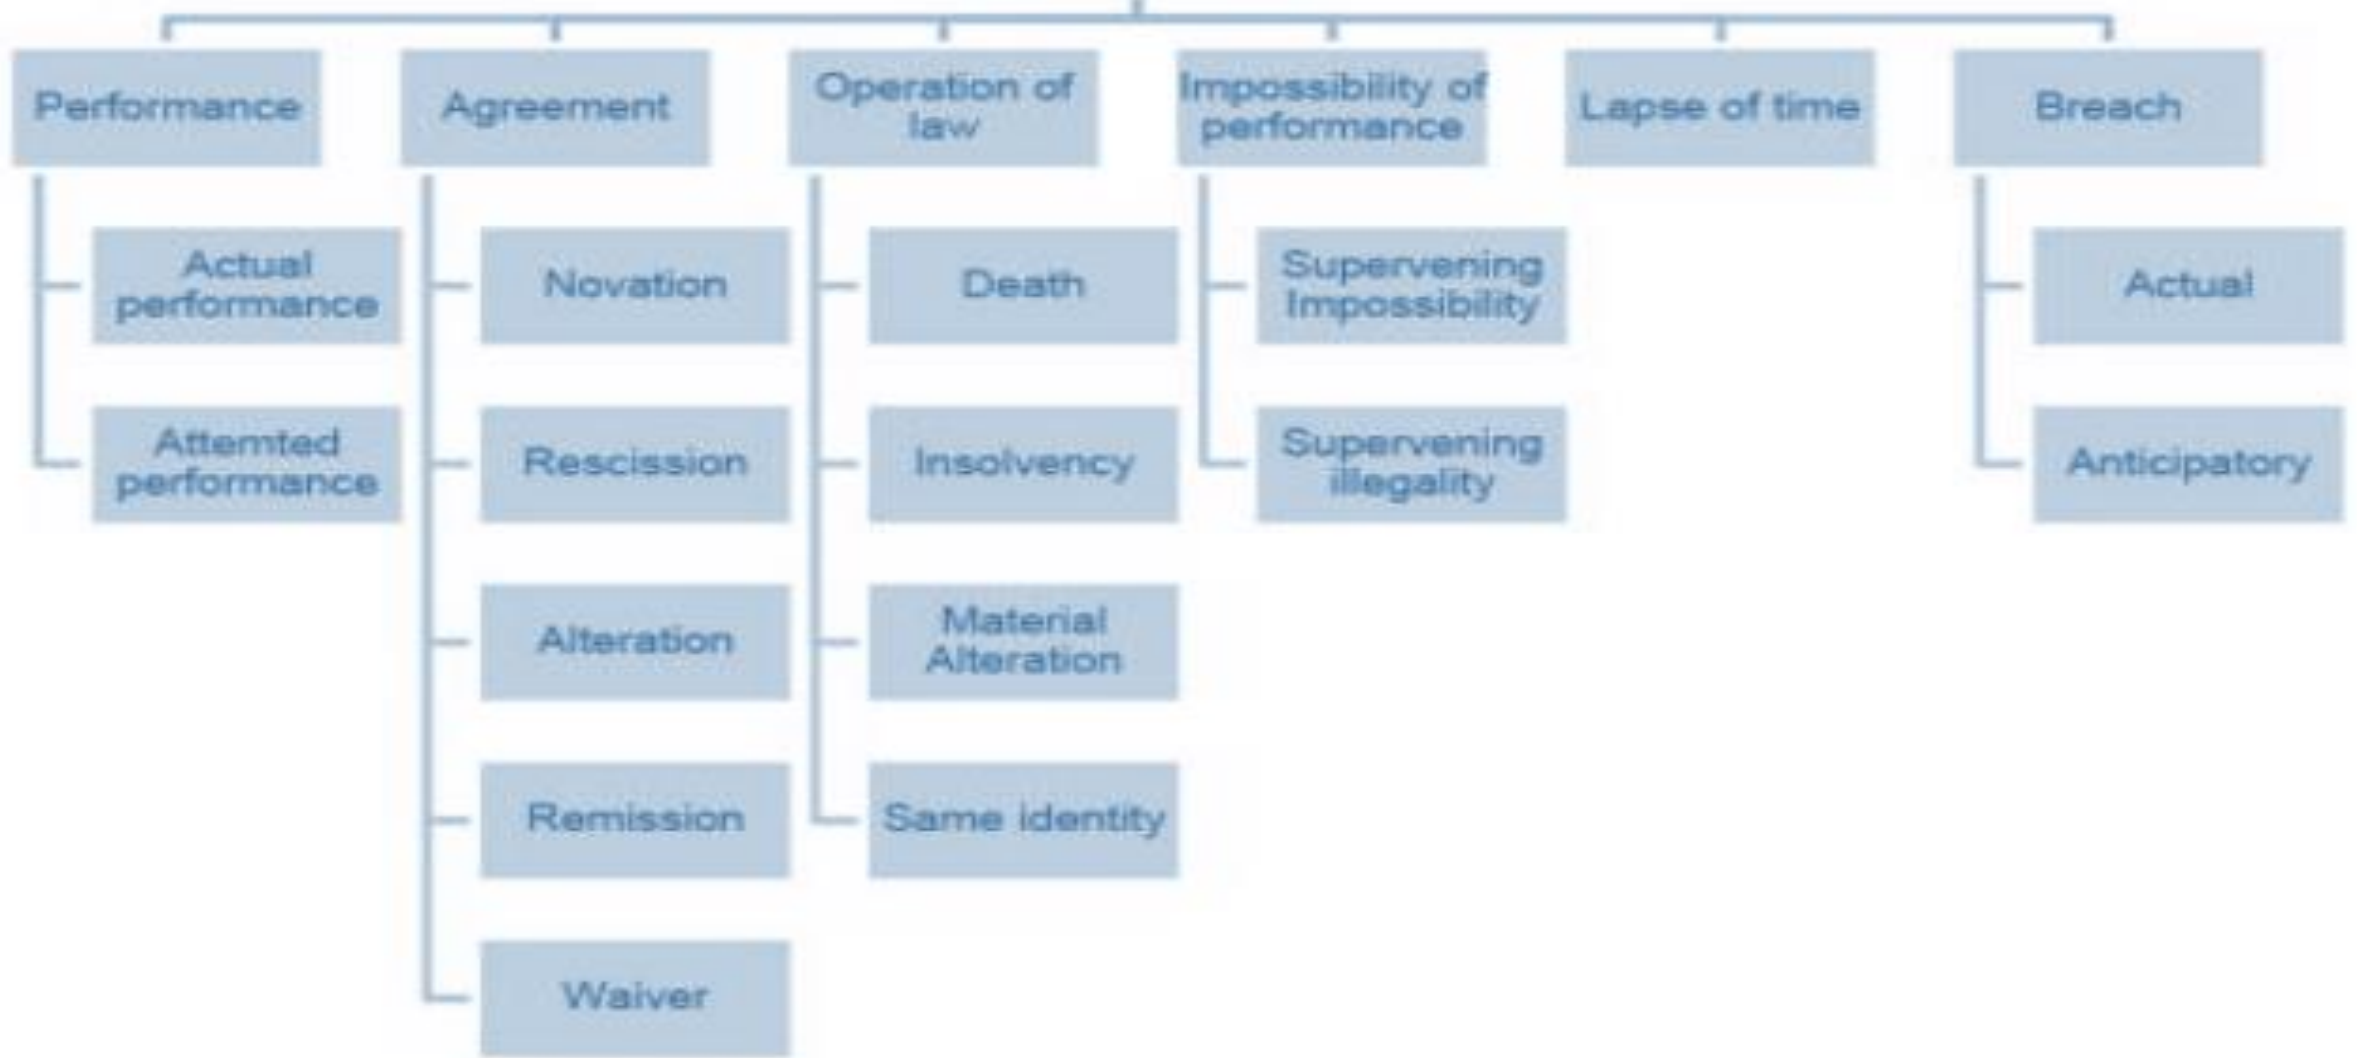 Performance
Agreement
Operation of
law
Impossibility of
performance
Lapse of time
Breach
Actual
performance
Attemted
performance
Novation
Rescission
Alteration
Remission
Waiver
Death
Insolvency
Material
Alteration
Same identity
Supervening
Impossibility
Supervening
illegality
Actual
Anticipatory